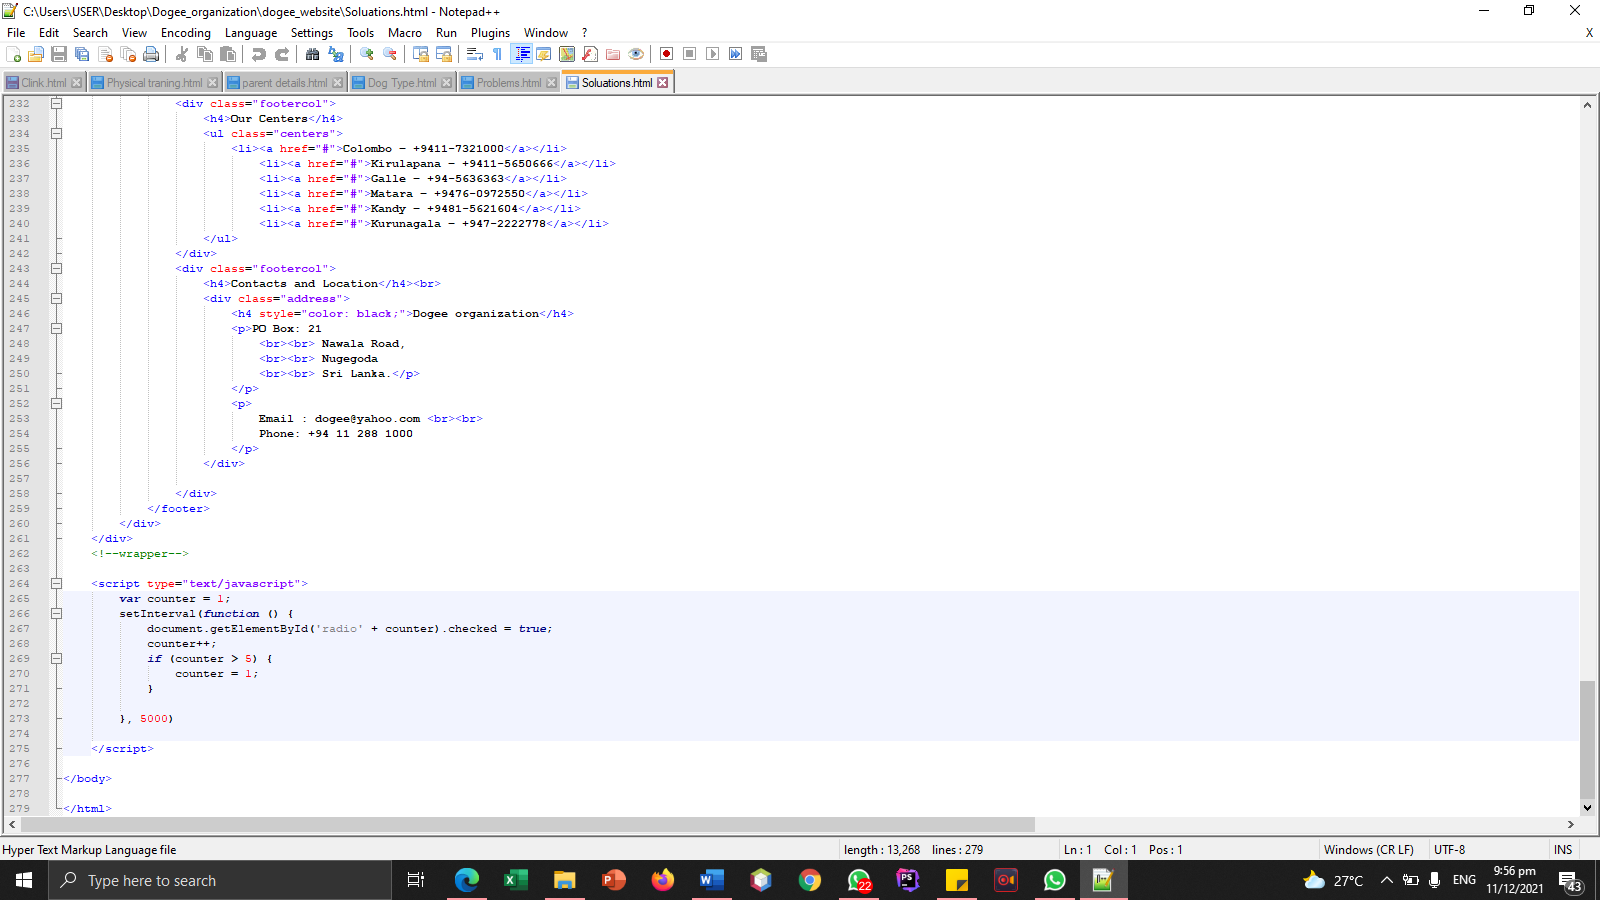 C:\Users\USER\Desktop\Dogee_organization\dogee_website\Soluations.html - Notepad++
File Edit Search View Encoding Language Settings Tools Macro Run Plugins Window ? X
Clink.html Physical traning.html parent details.html Dog Type.html Problems.html Soluations.html
232 <div class="footercol">
233 <h4>Our Centers</h4>
234 <ul class="centers">
235 <li><a href="#">Colombo – +9411-7321000</a></li>
236 <li><a href="#">Kirulapana – +9411-5650666</a></li>
237 <li><a href="#">Galle – +94-5636363</a></li>
238 <li><a href="#">Matara – +9476-0972550</a></li>
239 <li><a href="#">Kandy – +9481-5621604</a></li>
240 <li><a href="#">Kurunagala – +947-2222778</a></li>
241 </ul>
242 </div>
243 <div class="footercol">
244 <h4>Contacts and Location</h4><br>
245 <div class="address">
246 <h4 style="color: black;">Dogee organization</h4>
247 <p>PO Box: 21
248 <br><br> Nawala Road,
249 <br><br> Nugegoda
250 <br><br> Sri Lanka.</p>
251 </p>
252 <p>
253 Email : dogee@yahoo.com <br><br>
254 Phone: +94 11 288 1000
255 </p>
256 </div>
257
258 </div>
259 </footer>
260 </div>
261 </div>
262 <!--wrapper-->
263
264 <script type="text/javascript">
265 var counter = 1;
266 setInterval(function () {
267 document.getElementById('radio' + counter).checked = true;
268 counter++;
269 if (counter > 5) {
270 counter = 1;
271 }
272
273 }, 5000)
274
275 </script>
276
277 </body>
278
279 </html>
Hyper Text Markup Language file length : 13,268 lines : 279 Ln : 1 Col : 1 Pos : 1 Windows (CR LF) UTF-8 INS
Type here to search 22 27°C ENG 9:56 pm 11/12/2021 43